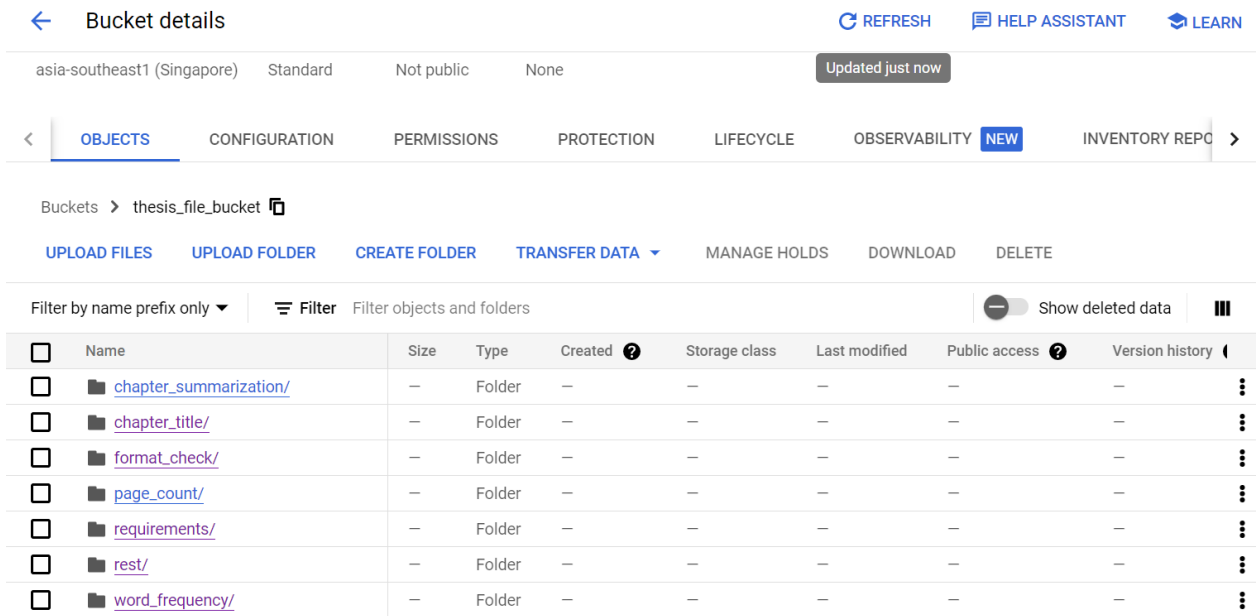 Bucket details REFRESH HELP ASSISTANT LEARN
asia-southeast1 (Singapore) Standard Not public None
Updated just now
OBJECTS CONFIGURATION PERMISSIONS PROTECTION LIFECYCLE OBSERVABILITY NEW INVENTORY REPO
Buckets > thesis_file_bucket
UPLOAD FILES UPLOAD FOLDER CREATE FOLDER TRANSFER DATA MANAGE HOLDS DOWNLOAD DELETE
Filter by name prefix only Filter Filter objects and folders Show deleted data
Name Size Type Created Storage class Last modified Public access Version history
chapter_summarization/ — Folder — — — — —
chapter_title/ — Folder — — — — —
format_check/ — Folder — — — — —
page_count/ — Folder — — — — —
requirements/ — Folder — — — — —
rest/ — Folder — — — — —
word_frequency/ — Folder — — — — —